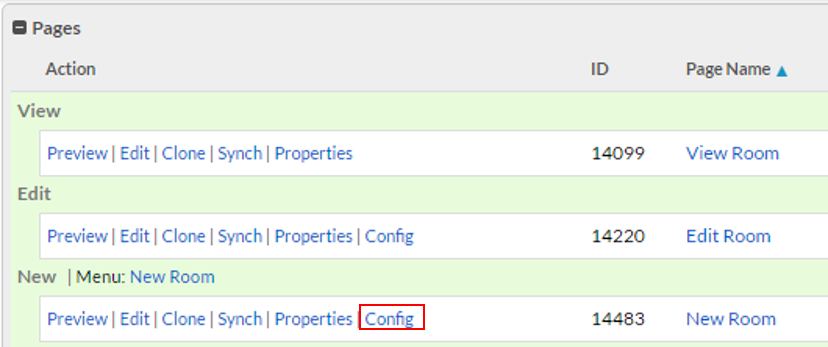 Pages
Action ID Page Name
View
Preview | Edit | Clone | Synch | Properties 14099 View Room
Edit
Preview | Edit | Clone | Synch | Properties | Config 14220 Edit Room
New | Menu: New Room
Preview | Edit | Clone | Synch | Properties | Config 14483 New Room